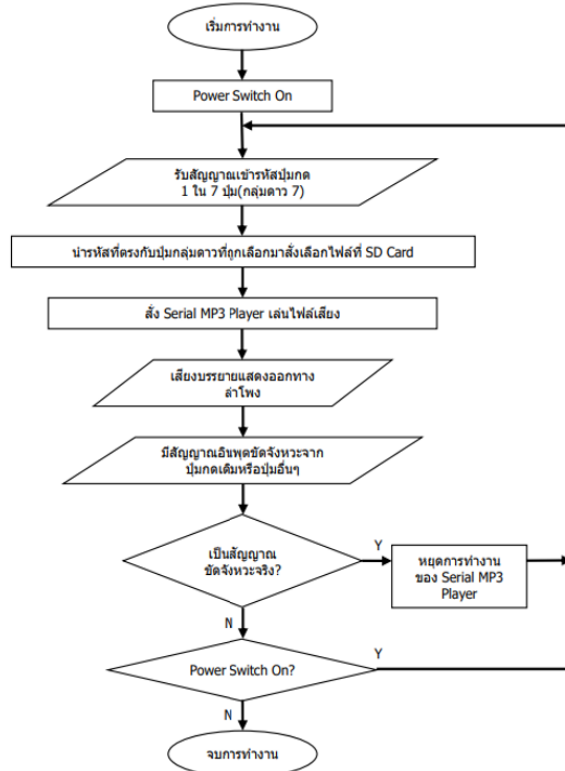 เริ่มการทำงาน
Power Switch On
รับสัญญาณเข้ารหัสปุ่มกด
1 ใน 7 ปุ่ม(กลุ่มดาว 7)
นำรหัสที่ตรงกับปุ่มกลุ่มดาวที่ถูกเลือกมาสั่งเลือกไฟล์ที่ SD Card
สั่ง Serial MP3 Player เล่นไฟล์เสียง
เสียงบรรยายแสดงออกทาง
ลำโพง
มีสัญญาณอินพุตขัดจังหวะจาก
ปุ่มกดเดิมหรือปุ่มอื่นๆ
เป็นสัญญาณ
ขัดจังหวะจริง?
Y
หยุดการทำงาน
ของ Serial MP3
Player
N
Power Switch On?
Y
N
จบการทำงาน